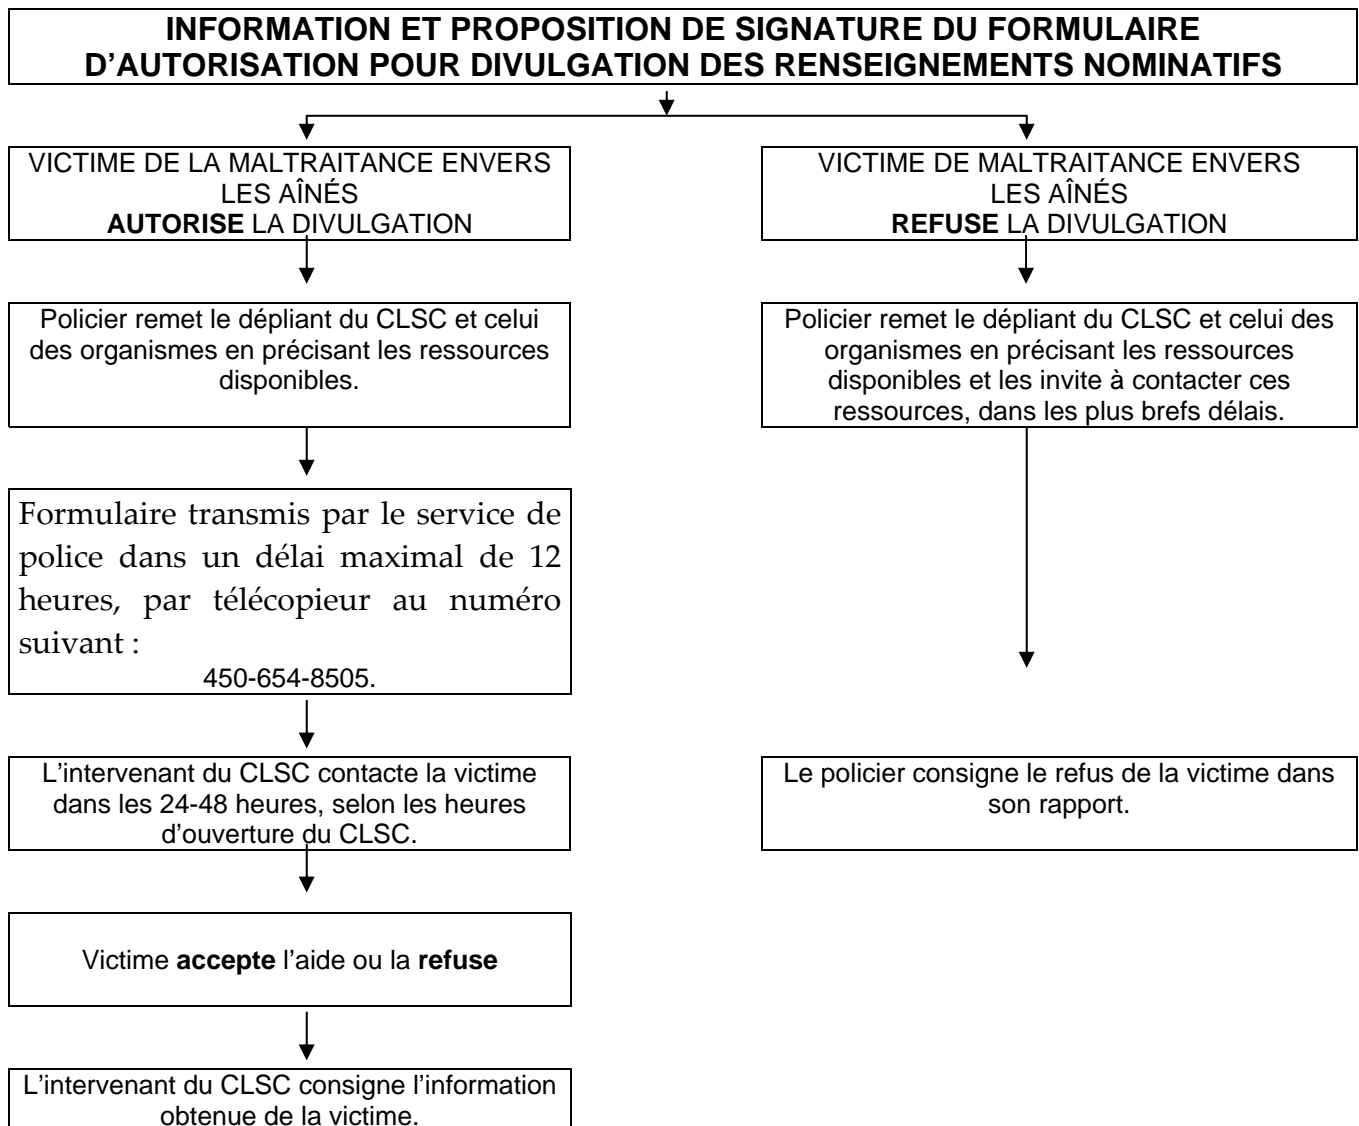 INFORMATION ET PROPOSITION DE SIGNATURE DU FORMULAIRE
D’AUTORISATION POUR DIVULGATION DES RENSEIGNEMENTS NOMINATIFS
VICTIME DE LA MALTRAITANCE ENVERS
LES AÎNÉS
AUTORISE LA DIVULGATION
VICTIME DE MALTRAITANCE ENVERS
LES AÎNÉS
REFUSE LA DIVULGATION
Policier remet le dépliant du CLSC et celui
des organismes en précisant les ressources
disponibles.
Policier remet le dépliant du CLSC et celui des
organismes en précisant les ressources
disponibles et les invite à contacter ces
ressources, dans les plus brefs délais.
Formulaire transmis par le service de
police dans un délai maximal de 12
heures, par télécopieur au numéro
suivant :
450-654-8505.
L’intervenant du CLSC contacte la victime
dans les 24-48 heures, selon les heures
d’ouverture du CLSC.
Le policier consigne le refus de la victime dans
son rapport.
Victime accepte l’aide ou la refuse
L’intervenant du CLSC consigne l’information
obtenue de la victime.